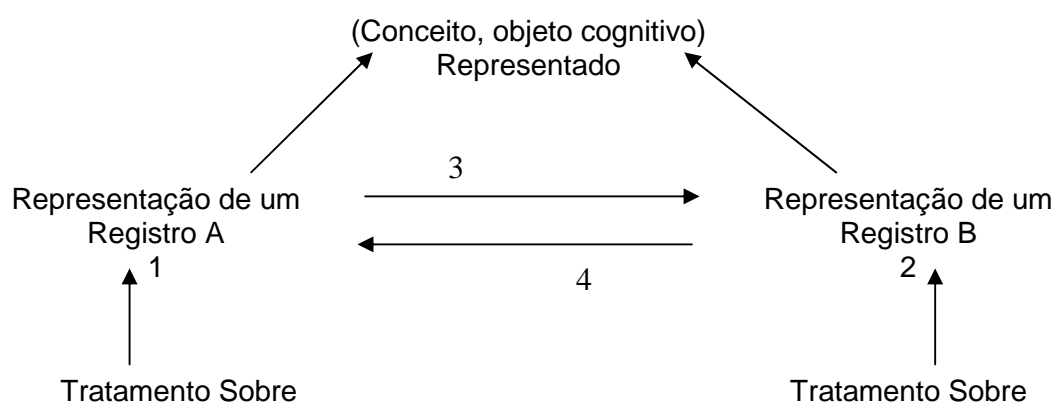 (Conceito, objeto cognitivo)
Representado
3
Representação de um
Registro A
1
Representação de um
Registro B
2
4
Tratamento Sobre
Tratamento Sobre